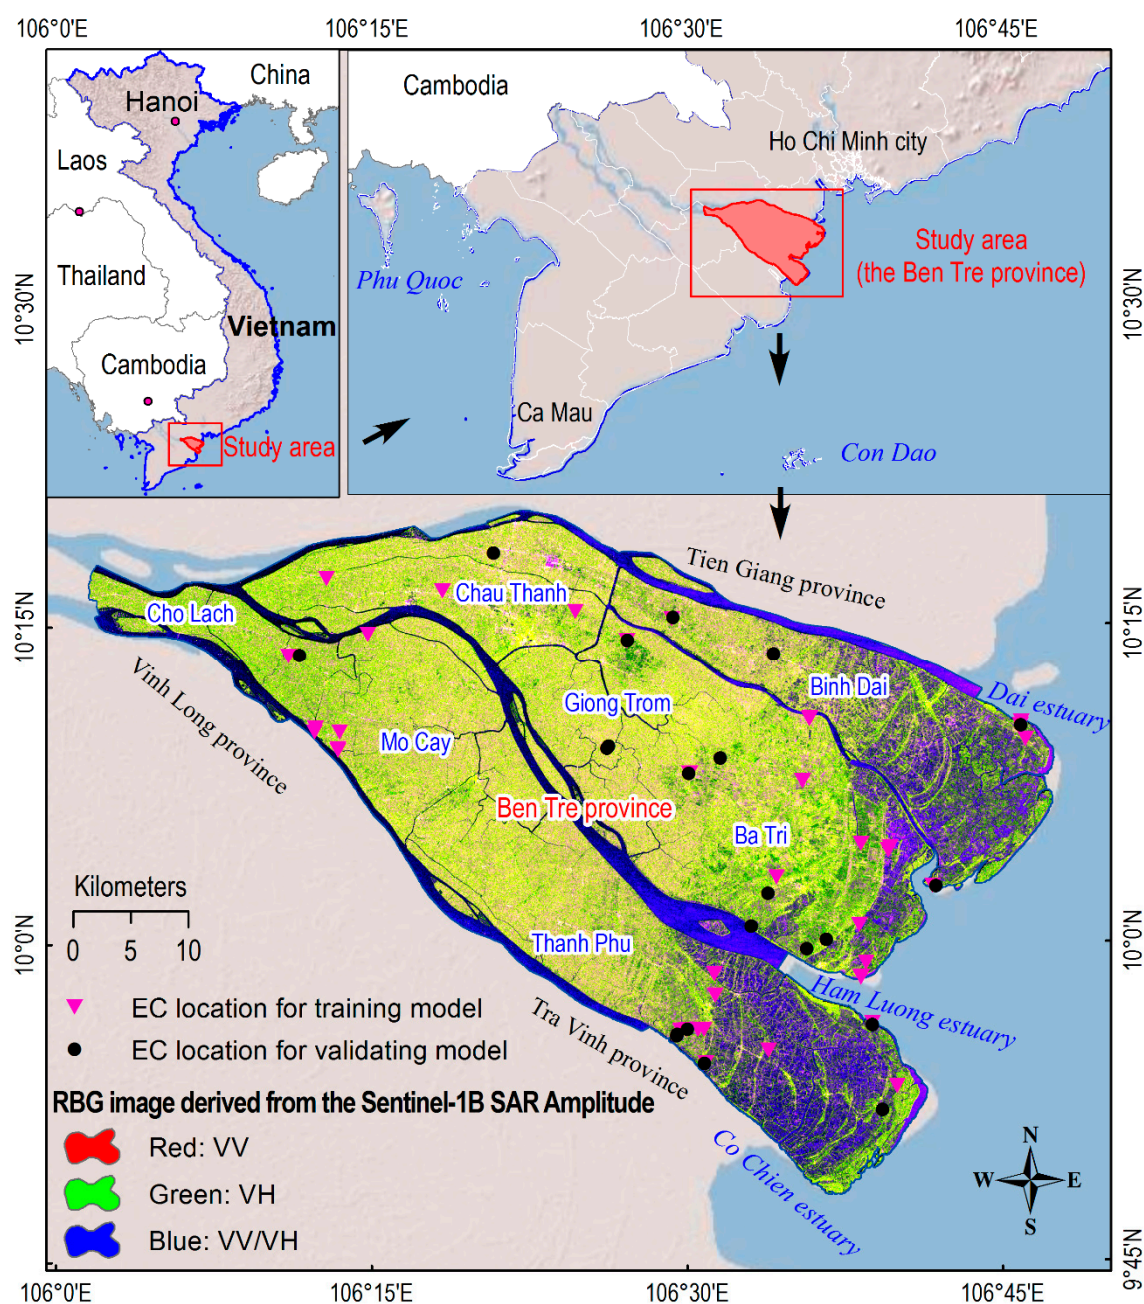 106°0'E
106°15'E
106°30'E
106°45'E
China
Hanoi
Laos
Thailand
Vietnam
Cambodia
Study area
Cambodia
Ho Chi Minh city
Phu Quoc
Study area
(the Ben Tre province)
Ca Mau
Con Dao
10°30'N
10°30'N
Tien Giang province
Chau Thanh
Cho Lach
10°15'N
10°15'N
Vinh Long province
Giong Trom
Binh Dai
Dai estuary
Mo Cay
Ben Tre province
Ba Tri
Kilometers
0 5 10
10°0'N
10°0'N
Thanh Phu
Ham Luong estuary
Tra Vinh province
EC location for training model
EC location for validating model
RBG image derived from the Sentinel-1B SAR Amplitude
Red: VV
Green: VH
Blue: VV/VH
Co Chien estuary
N
W E
S
9°45'N
106°0'E
106°15'E
106°30'E
106°45'E